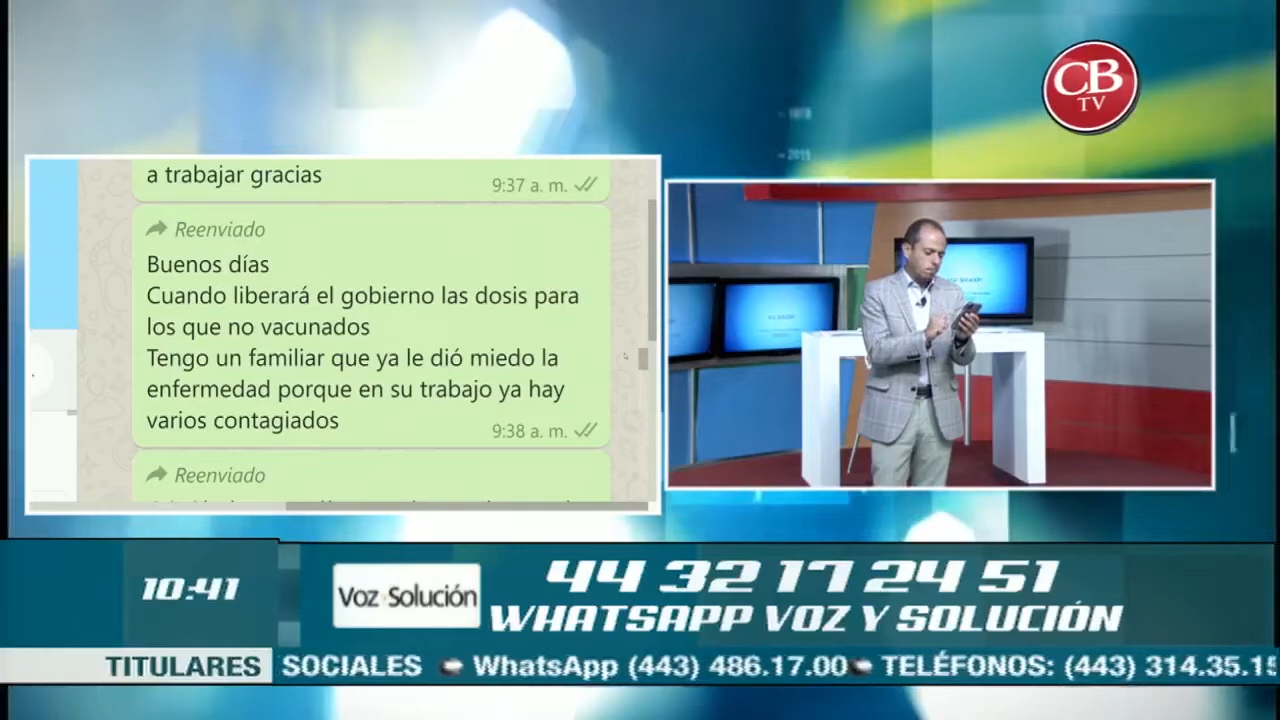 CB
TV
a trabajar gracias
9:37 a. m.
Reenviado
Buenos días
Cuando liberará el gobierno las dosis para
los que no vacunados
Tengo un familiar que ya le dió miedo la
enfermedad porque en su trabajo ya hay
varios contagiados
9:38 a. m.
Reenviado
10:41
Voz y Solución
44 32 17 24 51
WHATSAPP VOZ Y SOLUCIÓN
TITULARES
SOCIALES WhatsApp (443) 486.17.00 TELÉFONOS: (443) 314.35.15